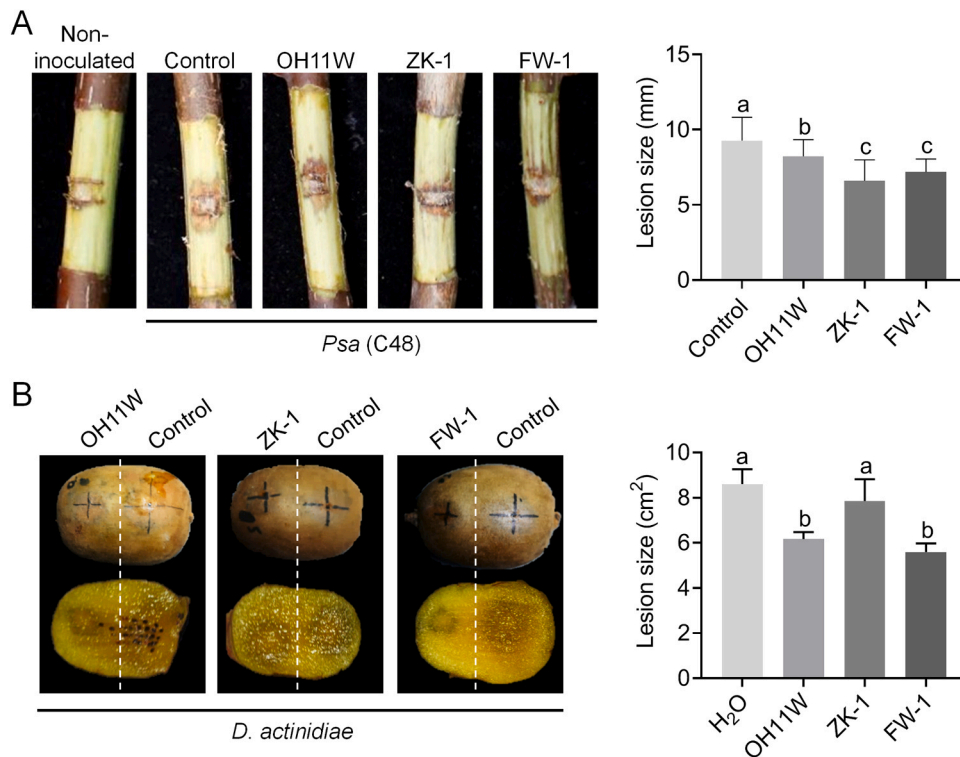 A
Non-
inoculated
Control
OH11W
ZK-1
FW-1
Psa (C48)
Lesion size (mm)
15
10
5
0
a
b
c
c
Control
OH11W
ZK-1
FW-1
B
OH11W
Control
ZK-1
Control
FW-1
Control
D. actinidiae
Lesion size (cm²)
10
8
6
4
2
0
a
b
a
b
H₂O
OH11W
ZK-1
FW-1